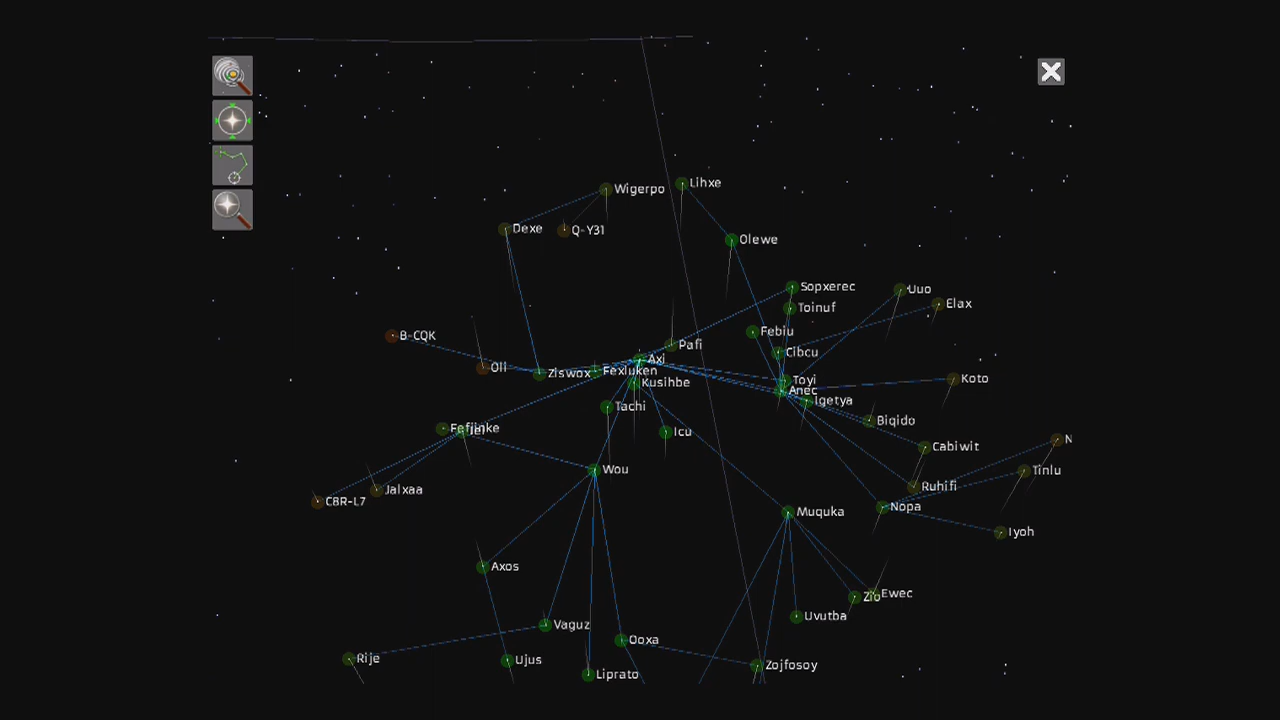 Lihxe
Wigerpo
Dexe
Q-Y31
Olewe
Sopxerec
Uuo
Elax
Toinuf
Febiu
B-CQK
Pafi
Cibcu
Axi
Oli
Ziswox
Fexluken
Kusihbe
Toyi
Anec
Koto
Igetya
Tachi
Biqido
Fefjinke
Icu
N
Cabiwit
Wou
Tinlu
Jalxaa
Ruhifi
CBR-L7
Nopa
Muquka
Iyoh
Axos
Zio
Ewec
Uvutba
Vaguz
Ooxa
Rije
Ujus
Zojfosoy
Liprato